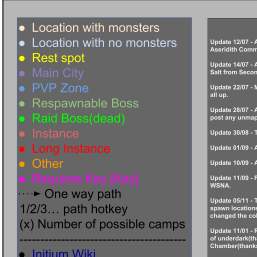 Location with monsters
Location with no monsters
Rest spot
Main City
PVP Zone
Respawnable Boss
Raid Boss(dead)
Instance
Long Instance
Other
Requires Key (Key)
One way path
1/2/3... path hotkey
(x) Number of possible camps
Initium Wiki
Update 12/07 - A
Aseridith Comm
Update 14/07 - A
Salt from Secon
Update 22/07 - M
all up.
Update 28/07 - A
post any unmap
Update 30/08 - T
Update 01/09 - A
Update 10/09 - A
Update 11/09 - F
WSNA.
Update 05/11 - T
spawn location
changed the col
Update 11/01 - R
of underdark(th
Chamber(thank